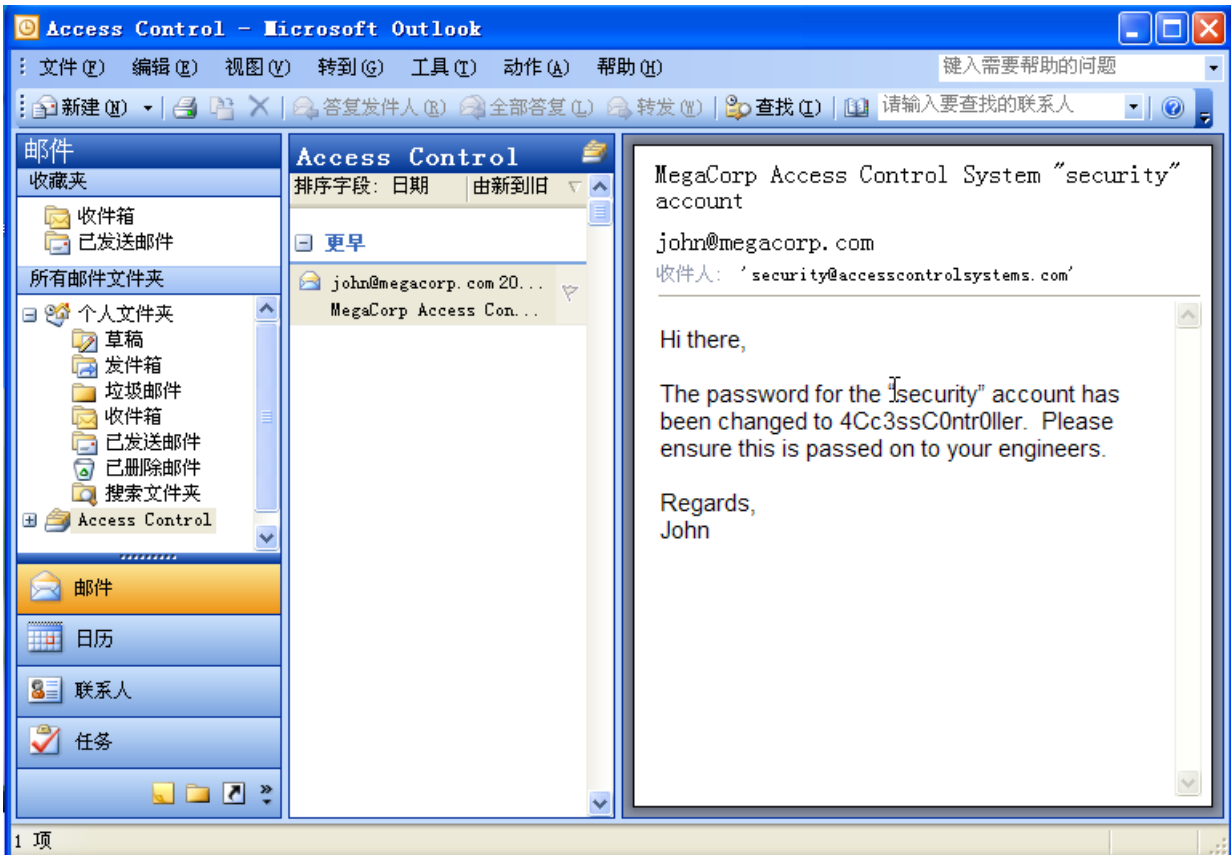 Access Control - Microsoft Outlook
文件(F) 编辑(E) 视图(V) 转到(G) 工具(T) 动作(A) 帮助(H) 键入需要帮助的问题
新建(N) 答复发件人(R) 全部答复(L) 转发(W) 查找(I) 请输入要查找的联系人
邮件
收藏夹
收件箱
已发送邮件
所有邮件文件夹
个人文件夹
草稿
发件箱
垃圾邮件
收件箱
已发送邮件
已删除邮件
搜索文件夹
Access Control
邮件
日历
联系人
任务
1 项
Access Control
排序字段: 日期 由新到旧
更早
john@megacorp.com 20...
MegaCorp Access Con...
MegaCorp Access Control System "security"
account
john@megacorp.com
收件人: 'security@accesscontrolsystems.com'
Hi there,
The password for the “security” account has
been changed to 4Cc3ssC0ntr0ller.  Please
ensure this is passed on to your engineers.
Regards,
John